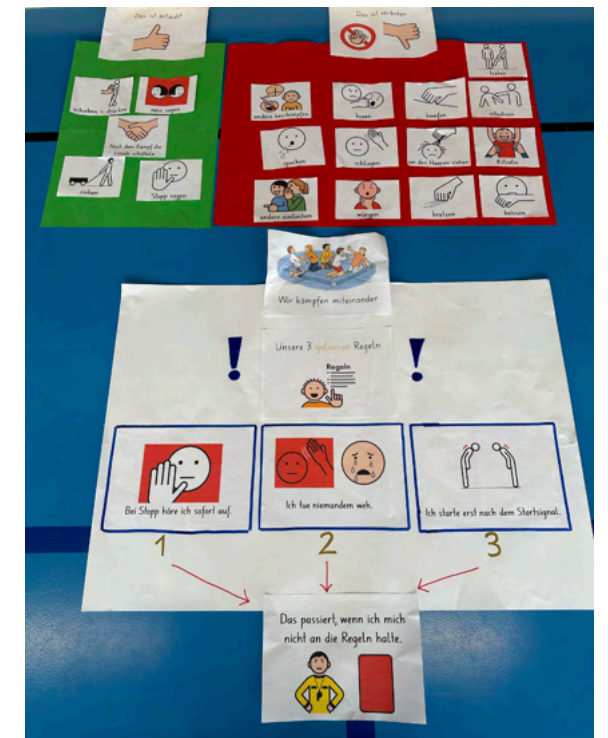 Das ist erlaubt
schieben + drücken
nein sagen
Nach dem Kampf die
Hände schütteln
ziehen
Stopp sagen
Das ist verboten
treten
andere beschimpfen
boxen
kneifen
spucken
schlagen
an den Haaren ziehen
Kitzeln
andere auslachen
würgen
kratzen
beissen
Wir kämpfen miteinander
Unsere 3 goldenen Regeln
Regeln
!
!
Bei Stopp höre ich sofort auf.
Ich tue niemandem weh.
Ich starte erst nach dem Startsignal.
1
2
3
Das passiert, wenn ich mich
nicht an die Regeln halte.